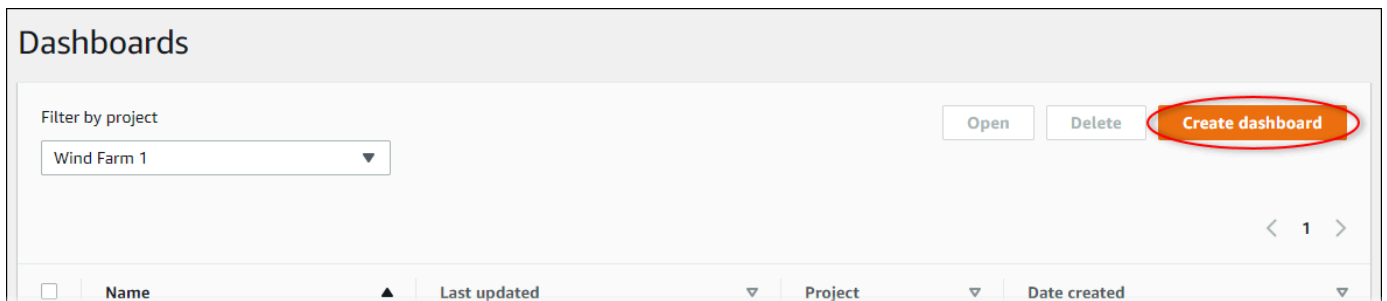 Dashboards
Filter by project
Open Delete Create dashboard
Wind Farm 1
1
Name Last updated Project Date created